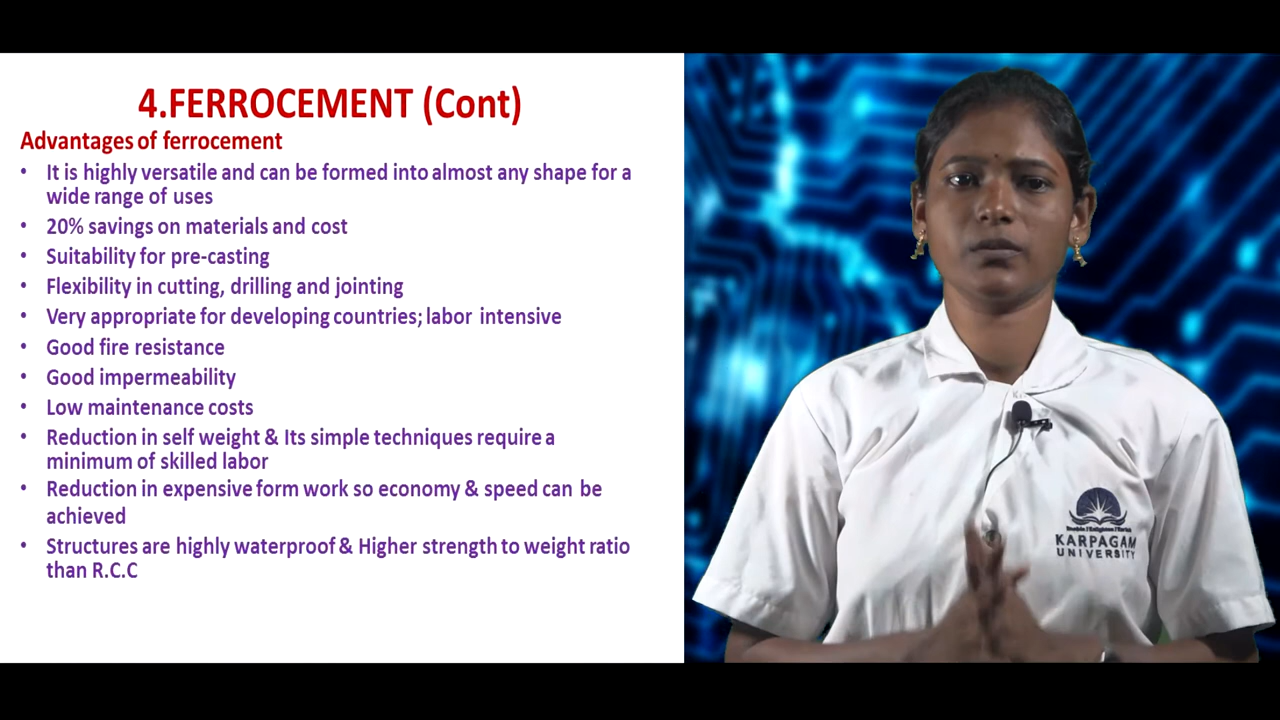 4.FERROCEMENT (Cont)
Advantages of ferrocement
• It is highly versatile and can be formed into almost any shape for a
wide range of uses
• 20% savings on materials and cost
• Suitability for pre-casting
• Flexibility in cutting, drilling and jointing
• Very appropriate for developing countries; labor intensive
• Good fire resistance
• Good impermeability
• Low maintenance costs
• Reduction in self weight & Its simple techniques require a
minimum of skilled labor
• Reduction in expensive form work so economy & speed can be
achieved
• Structures are highly waterproof & Higher strength to weight ratio
than R.C.C
KARPAGAM
UNIVERSITY